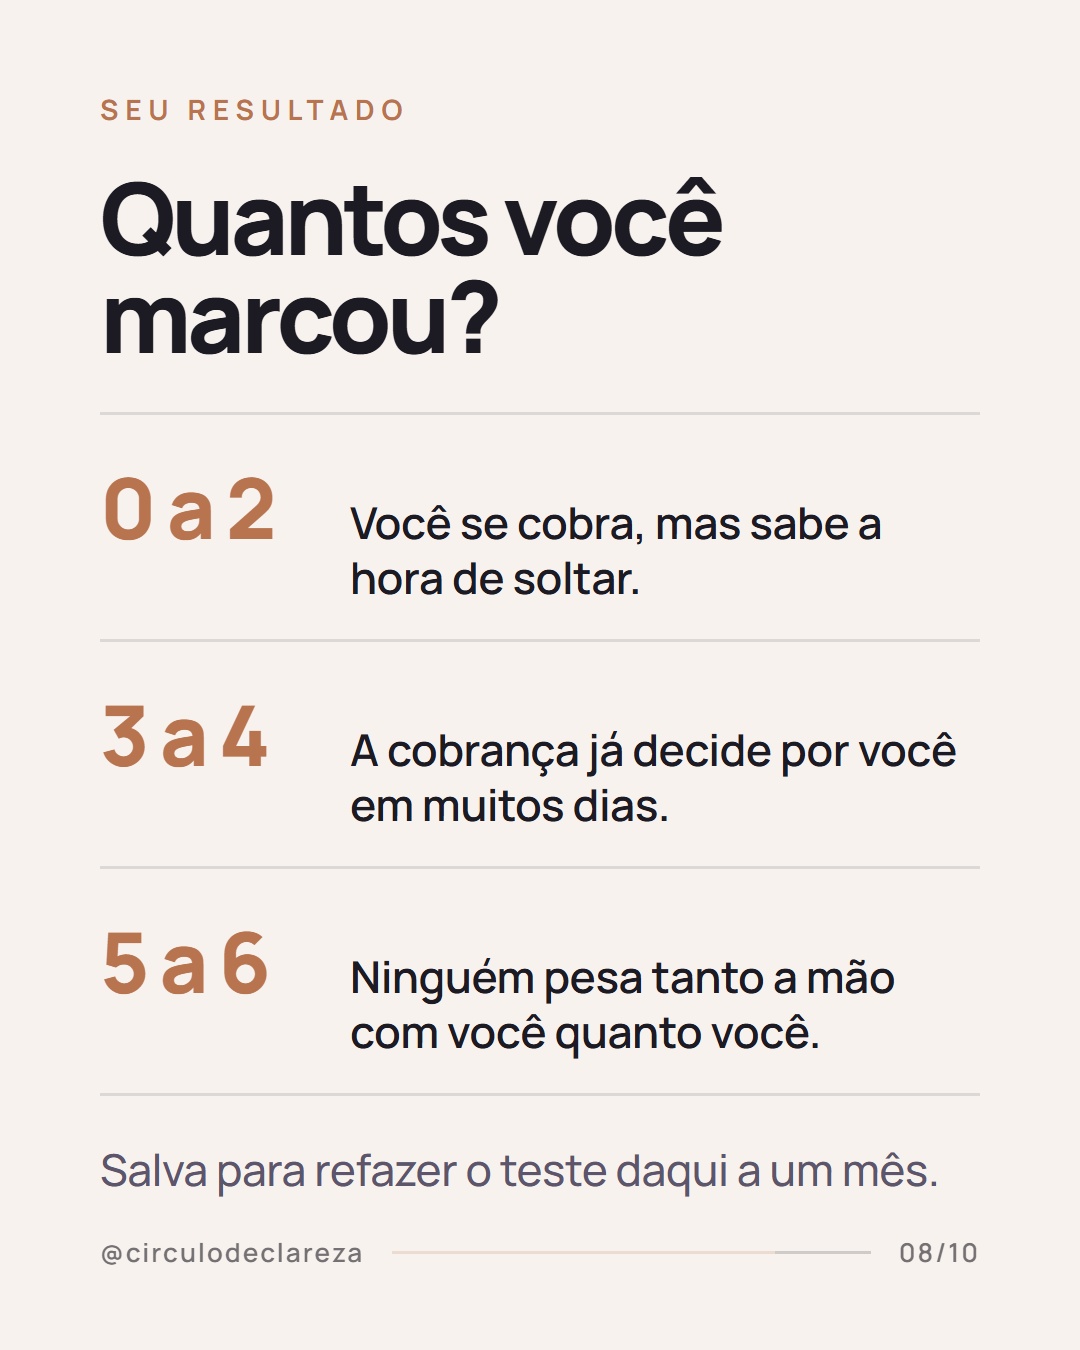 SEU RESULTADO
Quantos você
marcou?
0 a 2
Você se cobra, mas sabe a
hora de soltar.
3 a 4
A cobrança já decide por você
em muitos dias.
5 a 6
Ninguém pesa tanto a mão
com você quanto você.
Salva para refazer o teste daqui a um mês.
@circulodeclareza
08/10